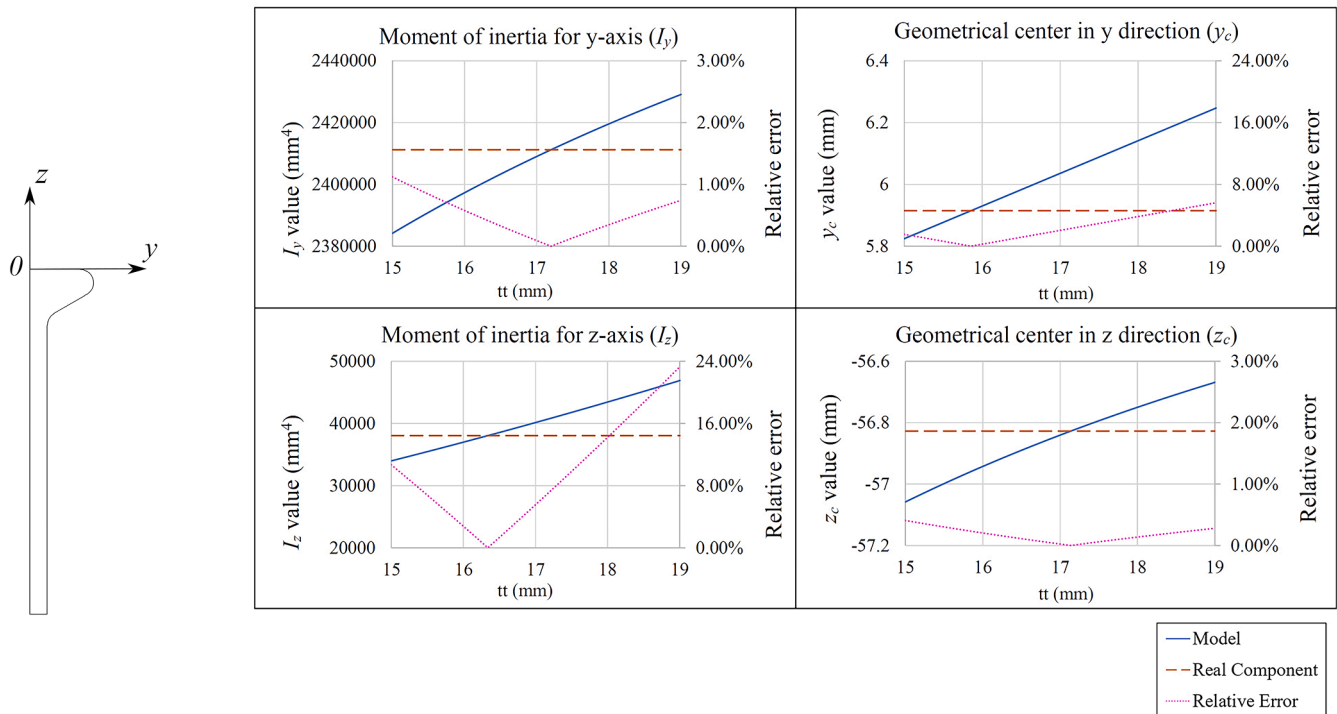 z
y
0
Moment of inertia for y-axis (Iy)
2440000
2420000
2400000
2380000
3.00%
2.00%
1.00%
0.00%
Iy value (mm⁴)
Relative error
15 16 17 18 19
tt (mm)
Geometrical center in y direction (yc)
6.4
6.2
6
5.8
24.00%
16.00%
8.00%
0.00%
yc value (mm)
Relative error
15 16 17 18 19
tt (mm)
Moment of inertia for z-axis (Iz)
50000
40000
30000
20000
24.00%
16.00%
8.00%
0.00%
Iz value (mm⁴)
Relative error
15 16 17 18 19
tt (mm)
Geometrical center in z direction (zc)
-56.6
-56.8
-57
-57.2
3.00%
2.00%
1.00%
0.00%
zc value (mm)
Relative error
15 16 17 18 19
tt (mm)
Model
Real Component
Relative Error